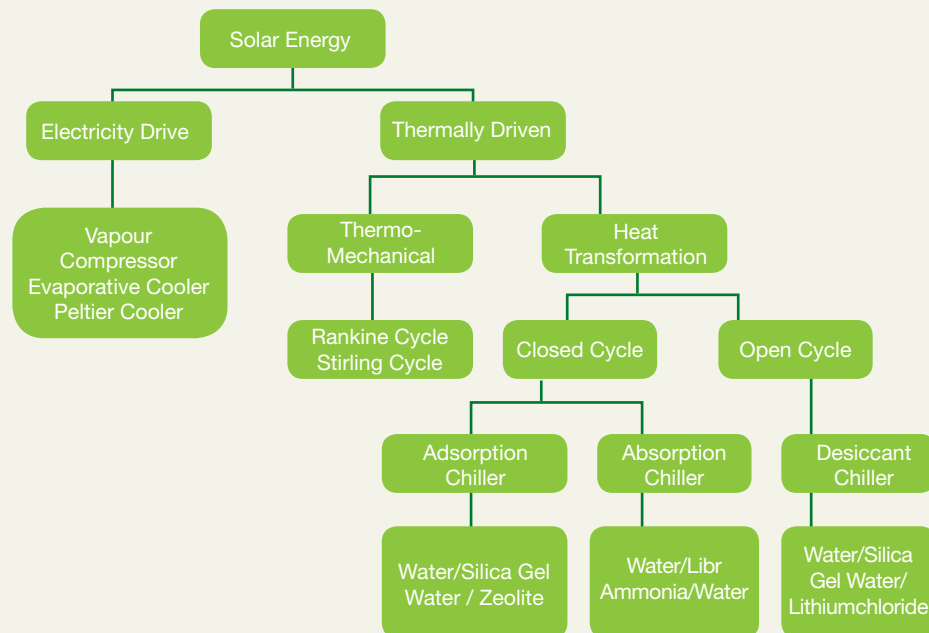 Solar Energy
Electricity Drive
Thermally Driven
Vapour
Compressor
Evaporative Cooler
Peltier Cooler
Thermo-
Mechanical
Heat
Transformation
Rankine Cycle
Stirling Cycle
Closed Cycle
Open Cycle
Adsorption
Chiller
Absorption
Chiller
Desiccant
Chiller
Water/Silica Gel
Water / Zeolite
Water/Libr
Ammonia/Water
Water/Silica
Gel Water/
Lithiumchloride